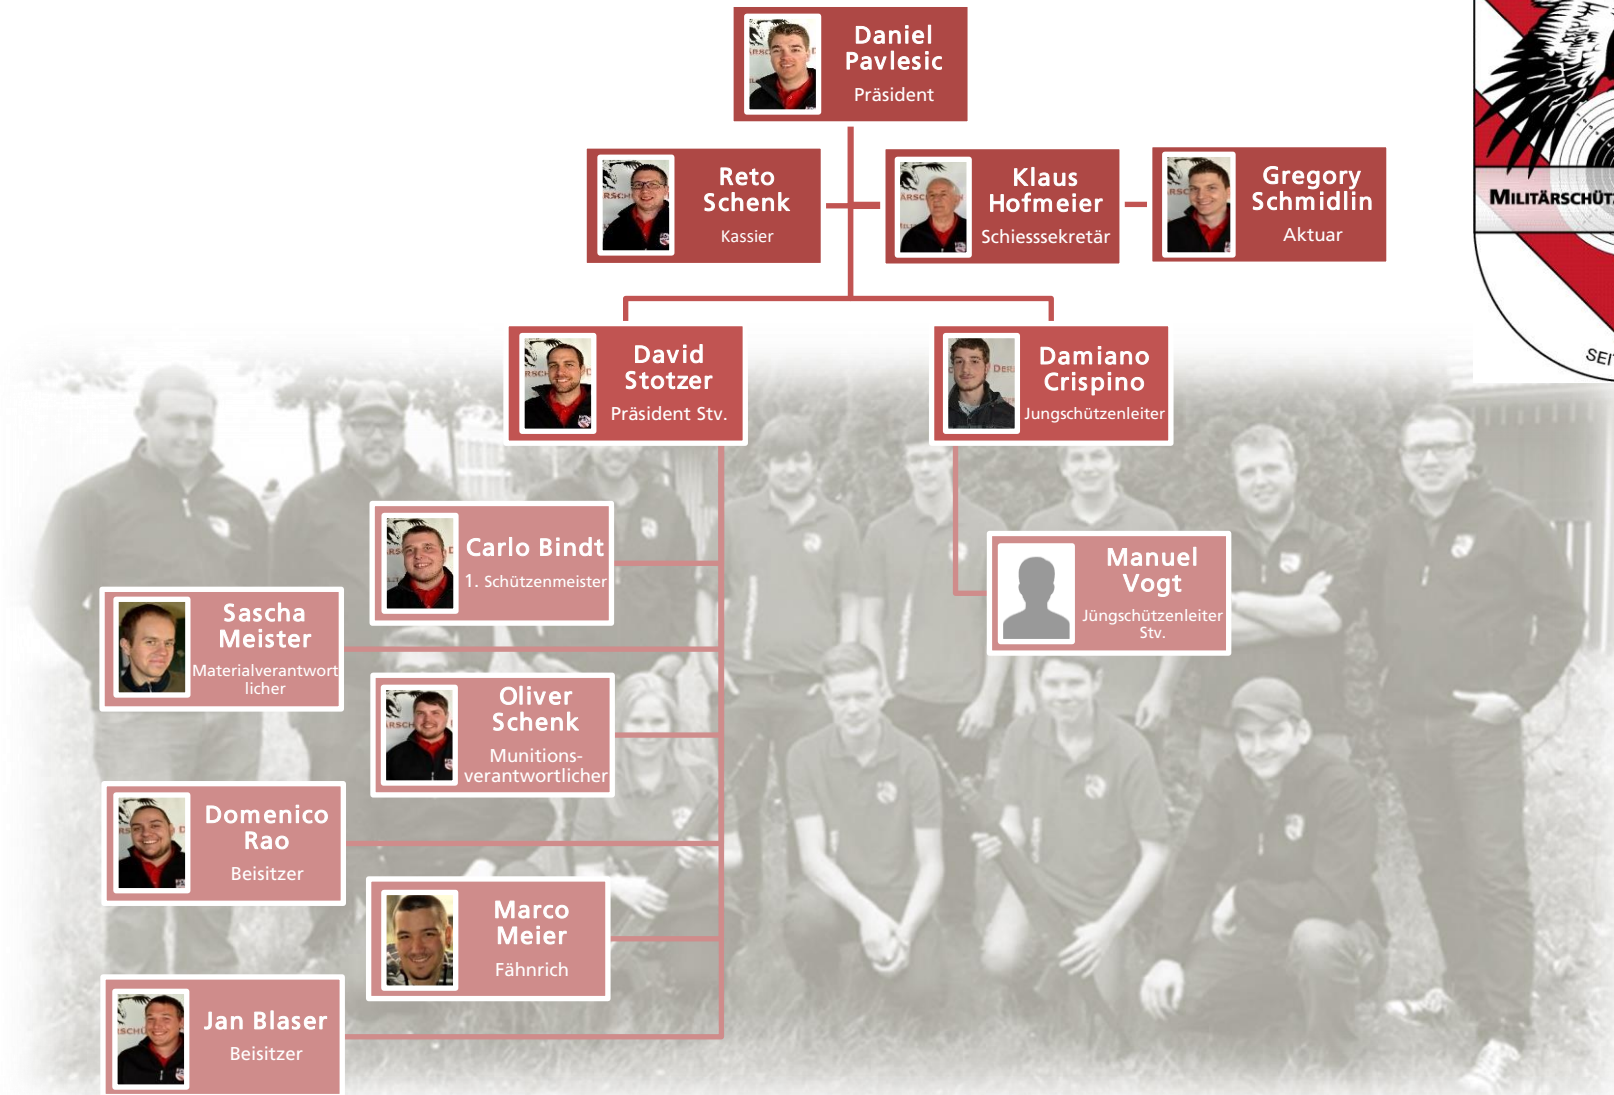 Daniel
Pavlesic
Präsident
Reto
Schenk
Kassier
Klaus
Hofmeier
Schiesssekretär
Gregory
Schmidlin
Aktuar
MILITÄRSCHÜT
SEI
David
Stotzer
Präsident Stv.
Damiano
Crispino
Jungschützenleiter
Carlo Bindt
1. Schützenmeister
Manuel
Vogt
Jüngschützenleiter
Stv.
Sascha
Meister
Materialverantwort
licher
Oliver
Schenk
Munitions-
verantwortlicher
Domenico
Rao
Beisitzer
Marco
Meier
Fähnrich
Jan Blaser
Beisitzer